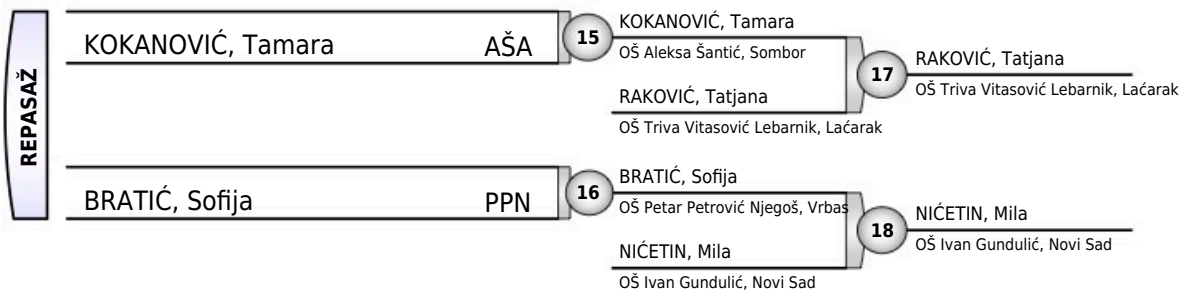 REPASAŽ
KOKANOVIĆ, Tamara AŠA
15
KOKANOVIĆ, Tamara
OŠ Aleksa Šantić, Sombor
RAKOVIĆ, Tatjana
OŠ Triva Vitasović Lebarnik, Laćarak
17
RAKOVIĆ, Tatjana
OŠ Triva Vitasović Lebarnik, Laćarak
BRATIĆ, Sofija PPN
16
BRATIĆ, Sofija
OŠ Petar Petrović Njegoš, Vrbas
NIĆETIN, Mila
OŠ Ivan Gundulić, Novi Sad
18
NIĆETIN, Mila
OŠ Ivan Gundulić, Novi Sad